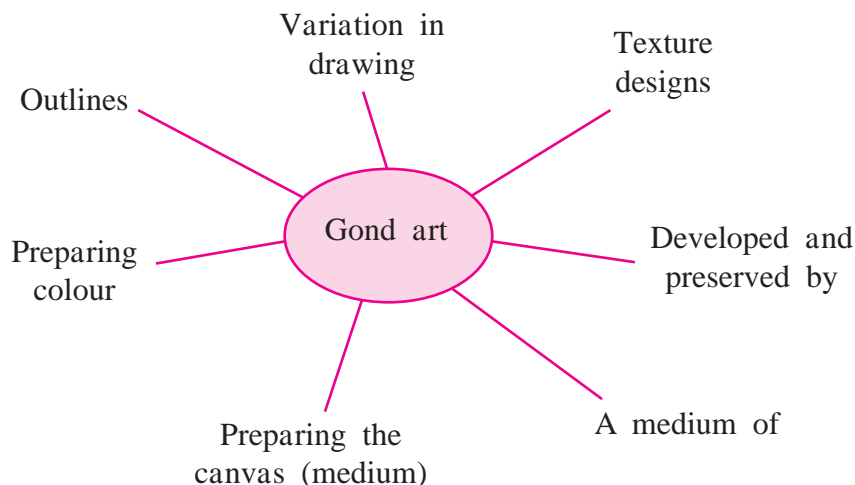 Variation in
drawing
Texture
designs
Outlines
Gond art
Preparing
colour
Developed and
preserved by
Preparing the
canvas (medium)
A medium of